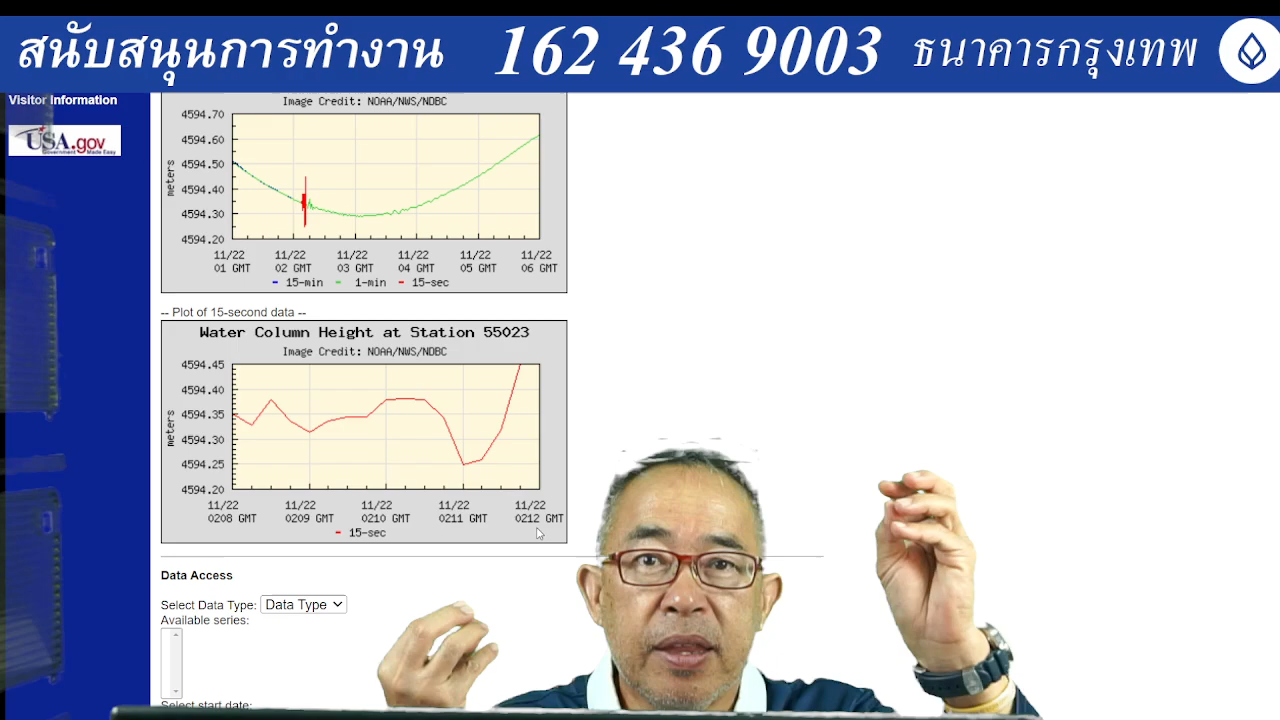 สนับสนุนการทำงาน 162 436 9003 ธนาคารกรุงเทพ
Visitor Information
USA.gov
Government Made Easy
Image Credit: NOAA/NWS/NDBC
4594.70
4594.60
4594.50
4594.40
4594.30
4594.20
meters
11/22 11/22 11/22 11/22 11/22 11/22
01 GMT 02 GMT 03 GMT 04 GMT 05 GMT 06 GMT
15-min 1-min 15-sec
-- Plot of 15-second data --
Water Column Height at Station 55023
Image Credit: NOAA/NWS/NDBC
4594.45
4594.40
4594.35
4594.30
4594.25
4594.20
meters
11/22 11/22 11/22 11/22 11/22
0208 GMT 0209 GMT 0210 GMT 0211 GMT 0212 GMT
15-sec
Data Access
Select Data Type: Data Type
Available series:
Select start date: